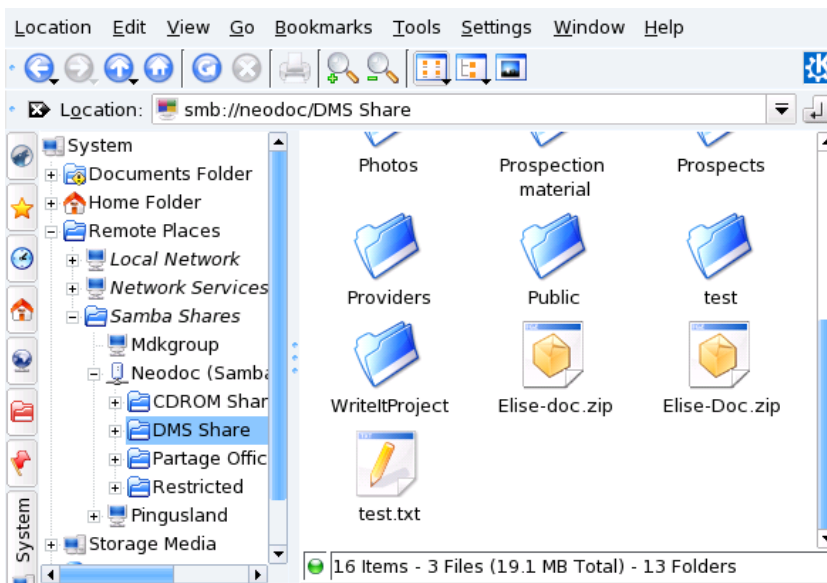 Location Edit View Go Bookmarks Tools Settings Window Help
Location: smb://neodoc/DMS Share
System
Documents Folder
Home Folder
Remote Places
Local Network
Network Services
Samba Shares
Mdkgroup
Neodoc (Samba
CDROM Shar
DMS Share
Partage Offic
Restricted
Pingusland
Storage Media
System
Photos
Prospection material
Prospects
Providers
Public
test
WriteItProject
Elise-doc.zip
Elise-Doc.zip
test.txt
16 Items - 3 Files (19.1 MB Total) - 13 Folders